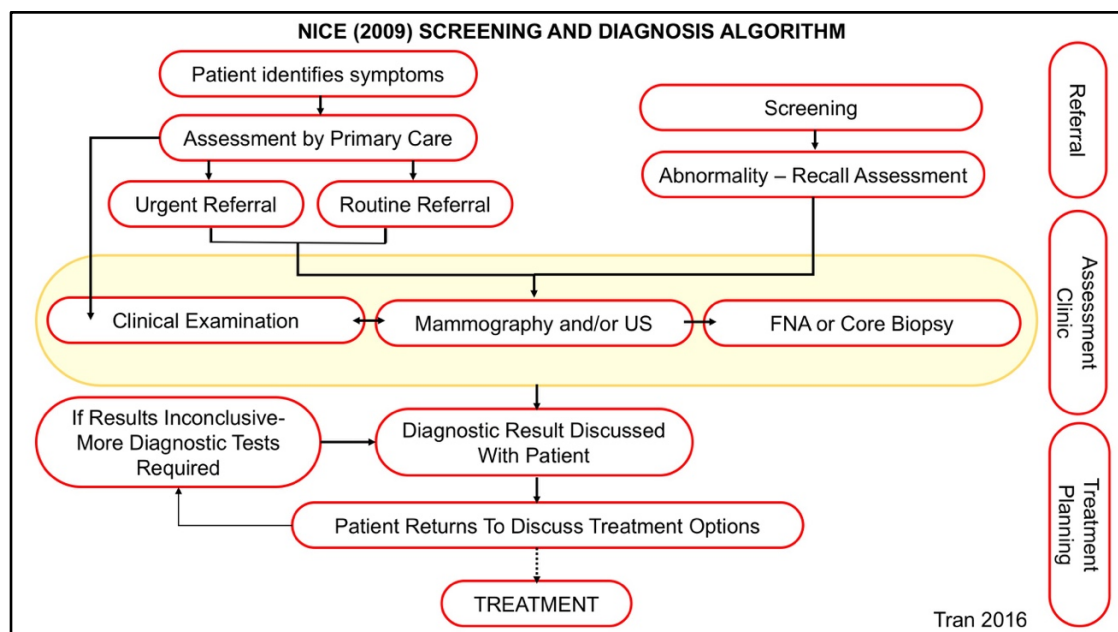 NICE (2009) SCREENING AND DIAGNOSIS ALGORITHM
Patient identifies symptoms
Assessment by Primary Care
Urgent Referral
Routine Referral
Screening
Abnormality – Recall Assessment
Referral
Clinical Examination
Mammography and/or US
FNA or Core Biopsy
Assessment
Clinic
If Results Inconclusive-
More Diagnostic Tests
Required
Diagnostic Result Discussed
With Patient
Patient Returns To Discuss Treatment Options
TREATMENT
Treatment
Planning
Tran 2016